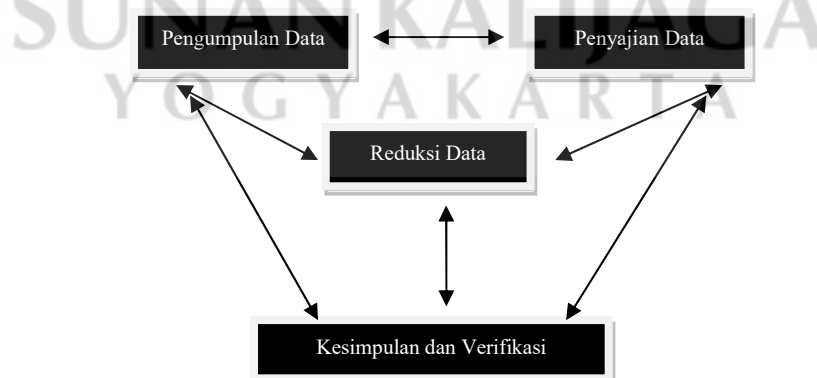 SUNAN KALIJAGA
YOGYAKARTA
Pengumpulan Data
Penyajian Data
Reduksi Data
Kesimpulan dan Verifikasi